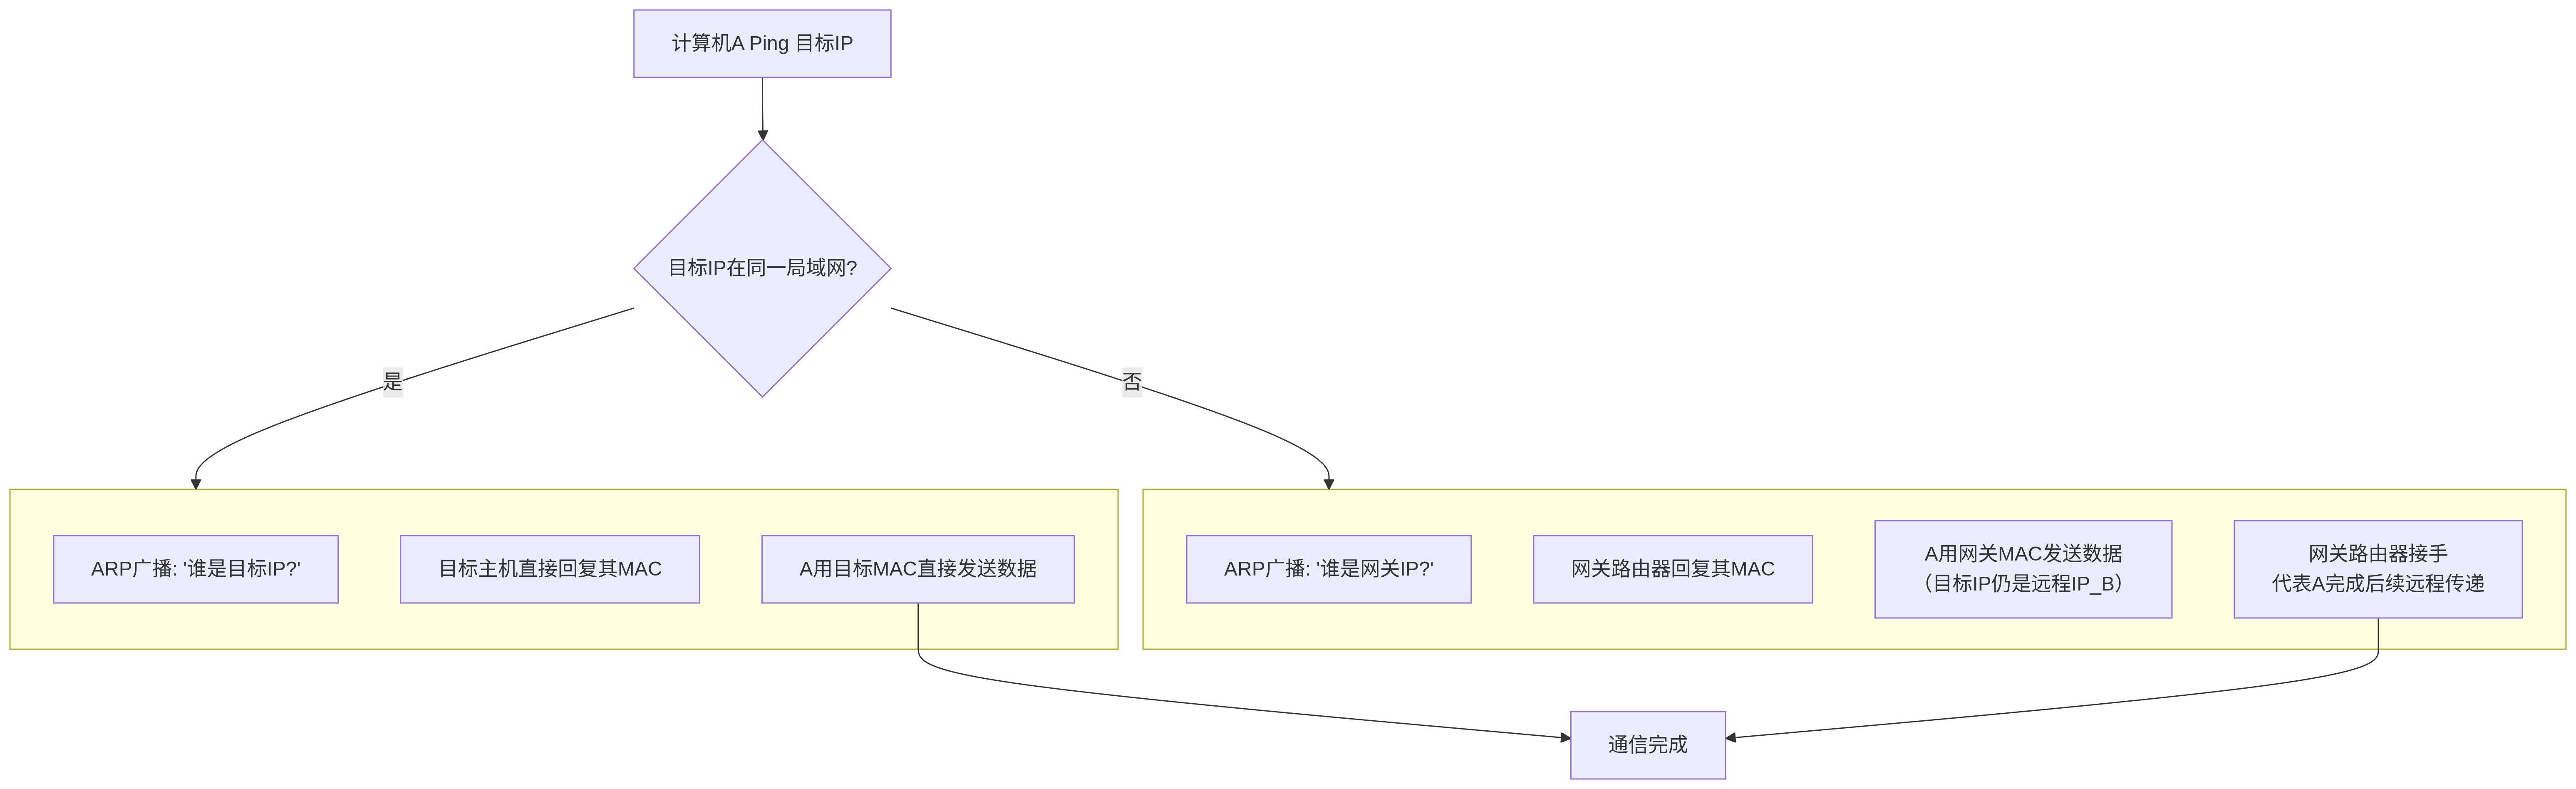 计算机A Ping 目标IP
目标IP在同一局域网?
是
否
ARP广播: '谁是目标IP?'
目标主机直接回复其MAC
A用目标MAC直接发送数据
ARP广播: '谁是网关IP?'
网关路由器回复其MAC
A用网关MAC发送数据
（目标IP仍是远程IP_B）
网关路由器接手
代表A完成后续远程传递
通信完成